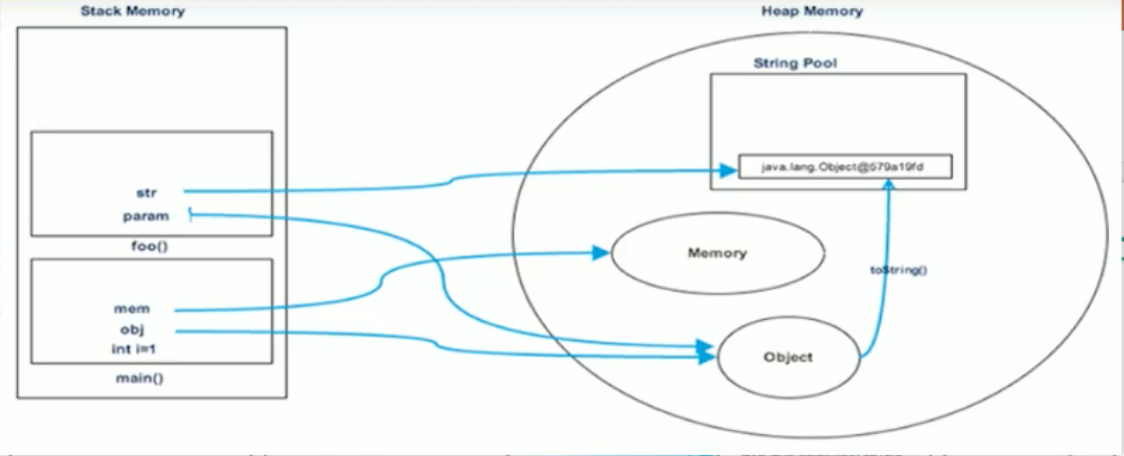 Stack Memory
Heap Memory
String Pool
java.lang.Object@579a19fd
str
param
foo()
Memory
toString()
mem
obj
int i=1
Object
main()